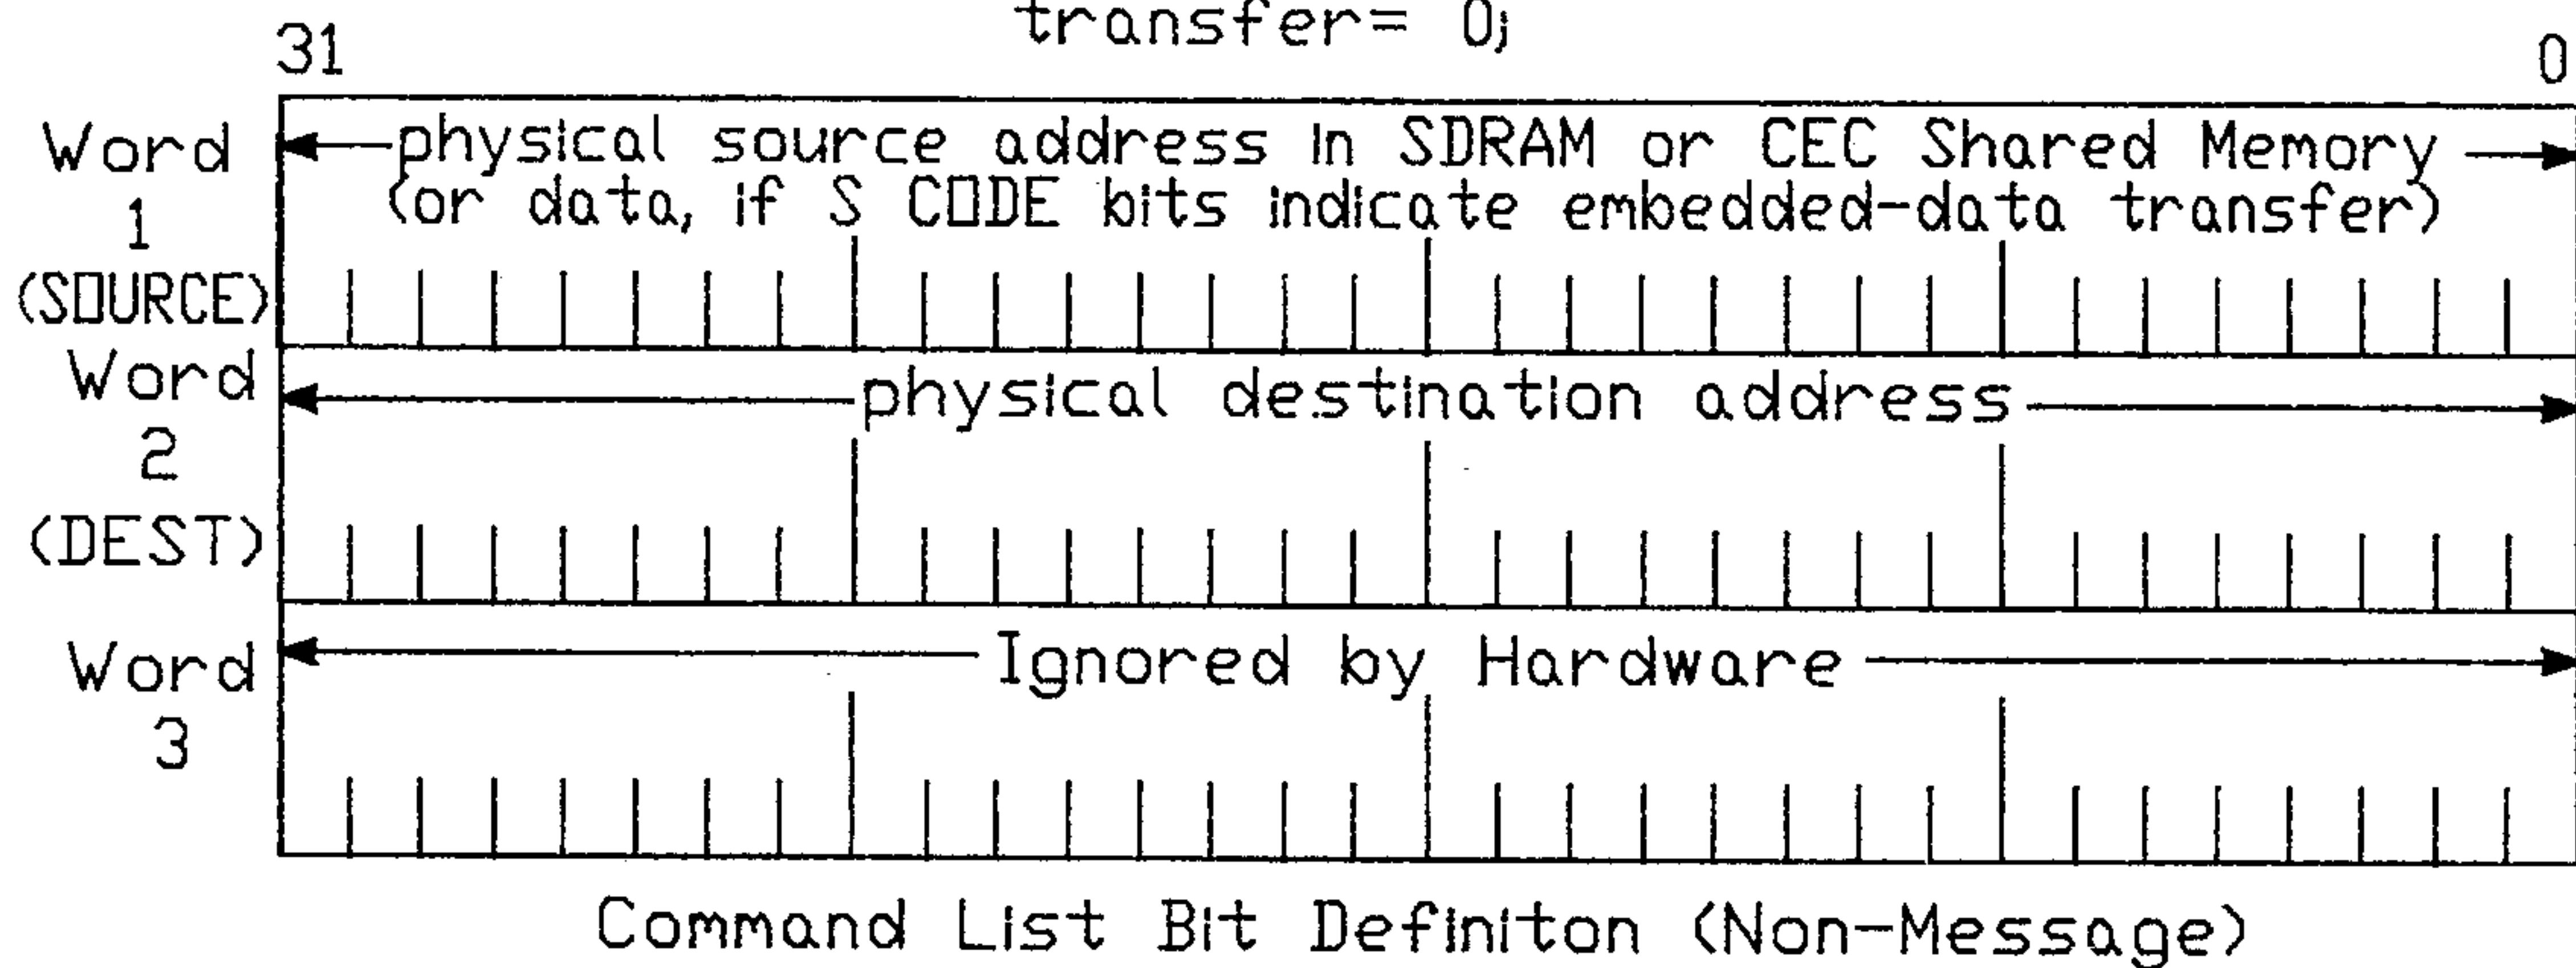 transfer= 0;
31 0
Word 1 (SOURCE)
physical source address in SDRAM or CEC Shared Memory
(or data, if S CODE bits indicate embedded-data transfer)
Word 2 (DEST)
physical destination address
Word 3
Ignored by Hardware
Command List Bit Definiton (Non-Message)